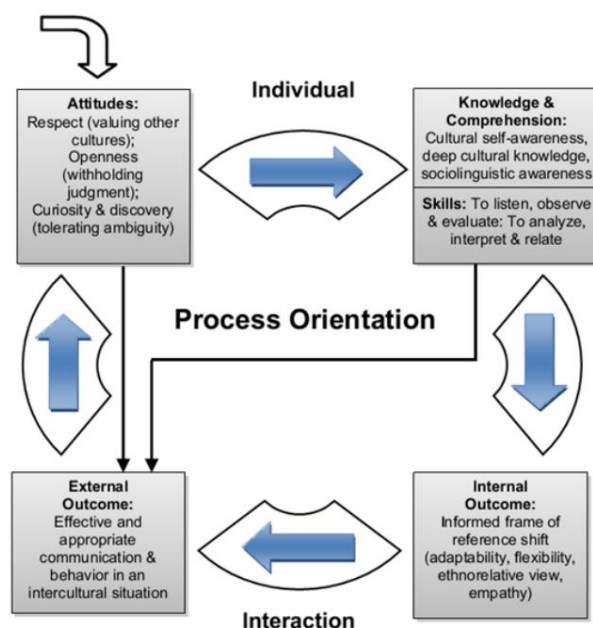 Individual
Attitudes:
Respect (valuing other
cultures);
Openness
(withholding
judgment);
Curiosity & discovery
(tolerating ambiguity)
Knowledge &
Comprehension:
Cultural self-awareness,
deep cultural knowledge,
sociolinguistic awareness
Skills: To listen, observe
& evaluate: To analyze,
interpret & relate
Process Orientation
External
Outcome:
Effective and
appropriate
communication &
behavior in an
intercultural situation
Internal
Outcome:
Informed frame of
reference shift
(adaptability, flexibility,
ethnorelative view,
empathy)
Interaction